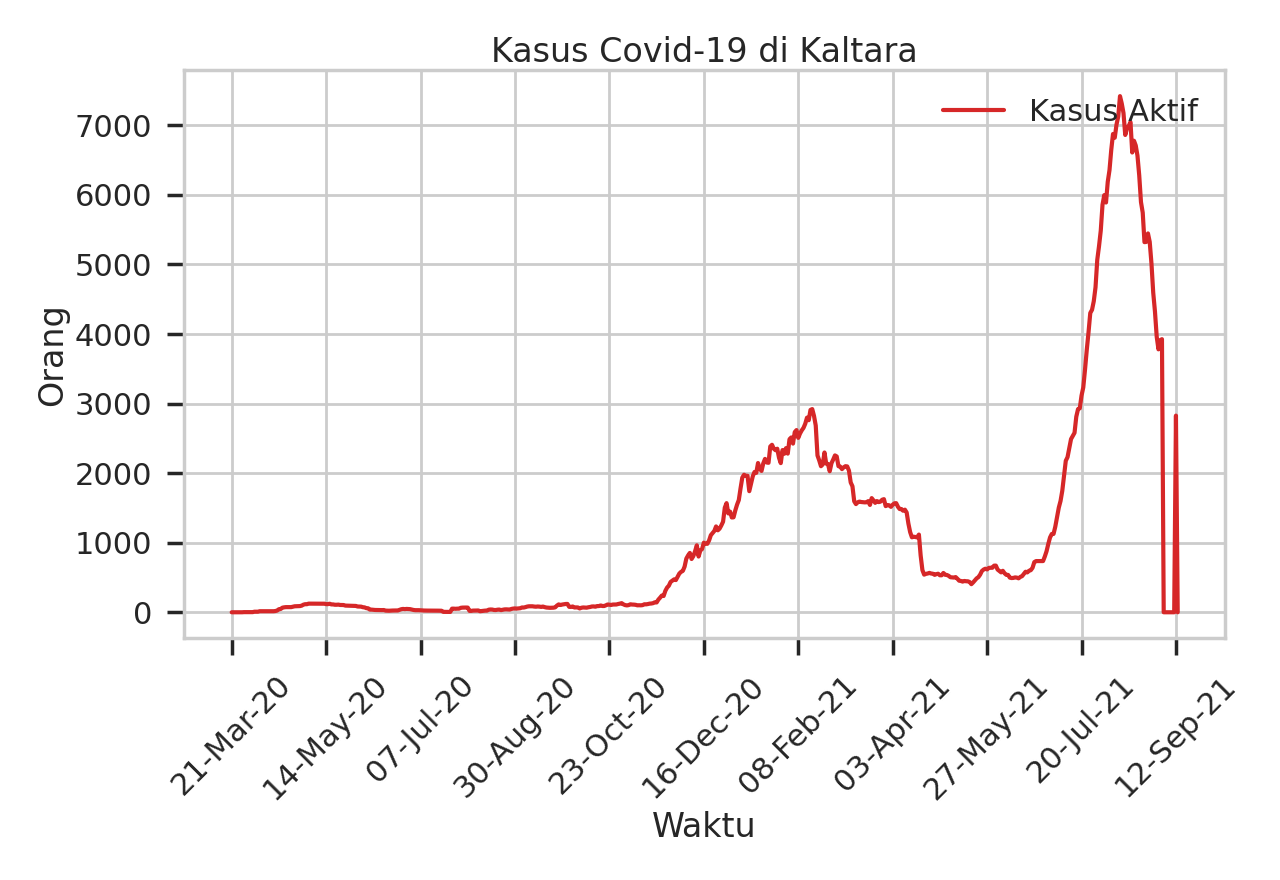 Kasus Covid-19 di Kaltara
Kasus Aktif
Orang
7000
6000
5000
4000
3000
2000
1000
0
21-Mar-20
14-May-20
07-Jul-20
30-Aug-20
23-Oct-20
16-Dec-20
08-Feb-21
03-Apr-21
27-May-21
20-Jul-21
12-Sep-21
Waktu